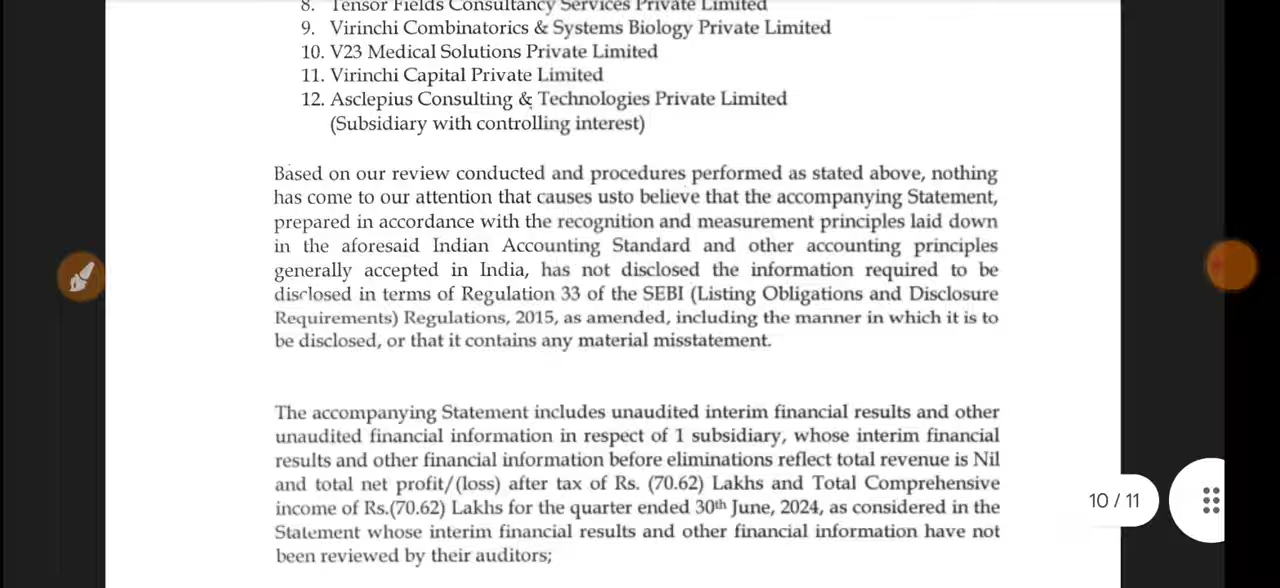 8. Tensor Fields Consultancy Services Private Limited
9. Virinchi Combinatorics & Systems Biology Private Limited
10. V23 Medical Solutions Private Limited
11. Virinchi Capital Private Limited
12. Asclepius Consulting & Technologies Private Limited
(Subsidiary with controlling interest)
Based on our review conducted and procedures performed as stated above, nothing
has come to our attention that causes usto believe that the accompanying Statement,
prepared in accordance with the recognition and measurement principles laid down
in the aforesaid Indian Accounting Standard and other accounting principles
generally accepted in India, has not disclosed the information required to be
disclosed in terms of Regulation 33 of the SEBI (Listing Obligations and Disclosure
Requirements) Regulations, 2015, as amended, including the manner in which it is to
be disclosed, or that it contains any material misstatement.
The accompanying Statement includes unaudited interim financial results and other
unaudited financial information in respect of 1 subsidiary, whose interim financial
results and other financial information before eliminations reflect total revenue is Nil
and total net profit/(loss) after tax of Rs. (70.62) Lakhs and Total Comprehensive
income of Rs.(70.62) Lakhs for the quarter ended 30th June, 2024, as considered in the
Statement whose interim financial results and other financial information have not
been reviewed by their auditors;
10 / 11